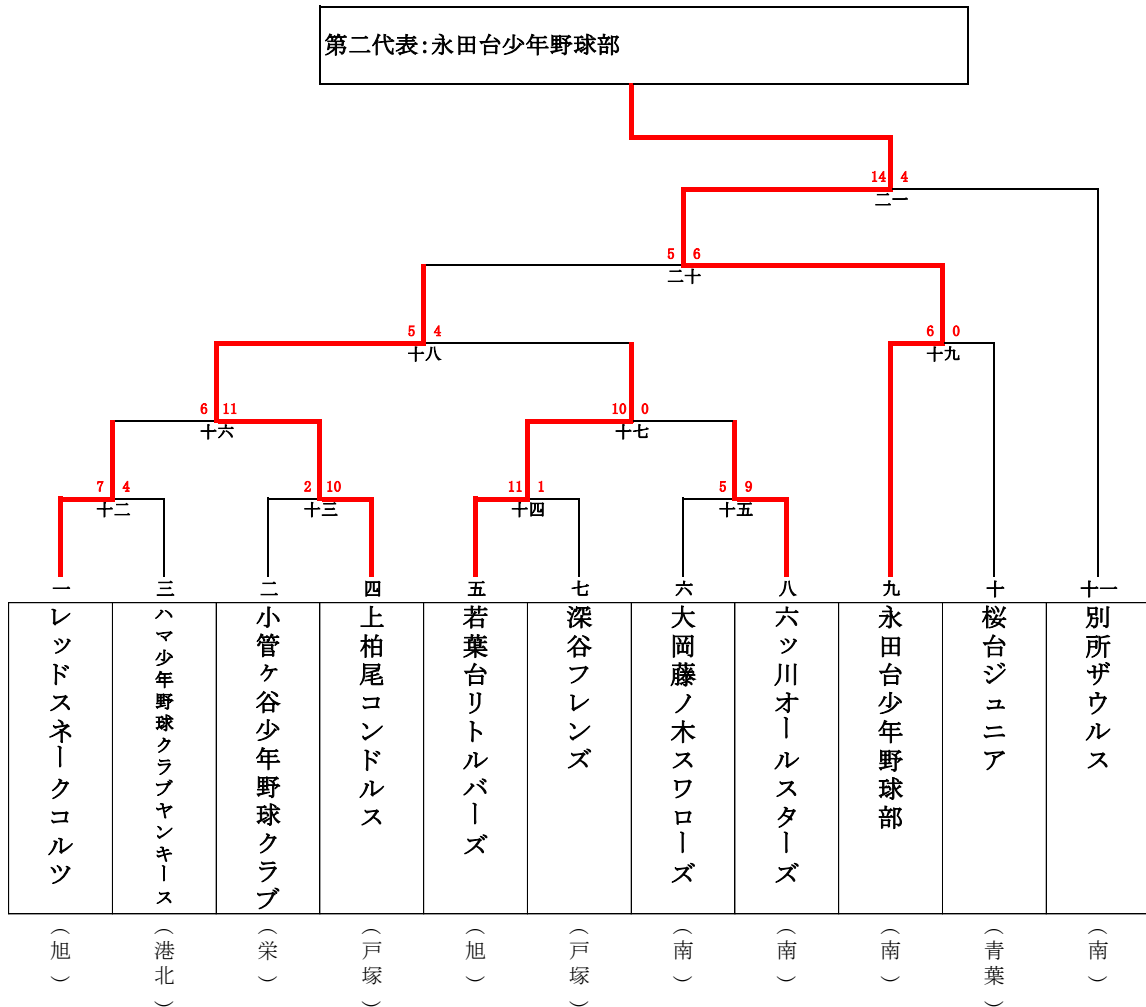 第二代表:永田台少年野球部
14 4
二一
5 6
二十
5 4
十八
6 0
十九
6 11
十六
10 0
十七
7 4
十二
2 10
十三
11 1
十四
5 9
十五
一
三
二
四
五
七
六
八
九
十
十一
レッドスネークコルツ
ハマ少年野球クラブヤンキース
小管ケ谷少年野球クラブ
上柏尾コンドルス
若葉台リトルバーズ
深谷フレンズ
大岡藤ノ木スワローズ
六ッ川オールスターズ
永田台少年野球部
桜台ジュニア
別所ザウルス
（旭）
（港北）
（栄）
（戸塚）
（旭）
（戸塚）
（南）
（南）
（南）
（青葉）
（南）